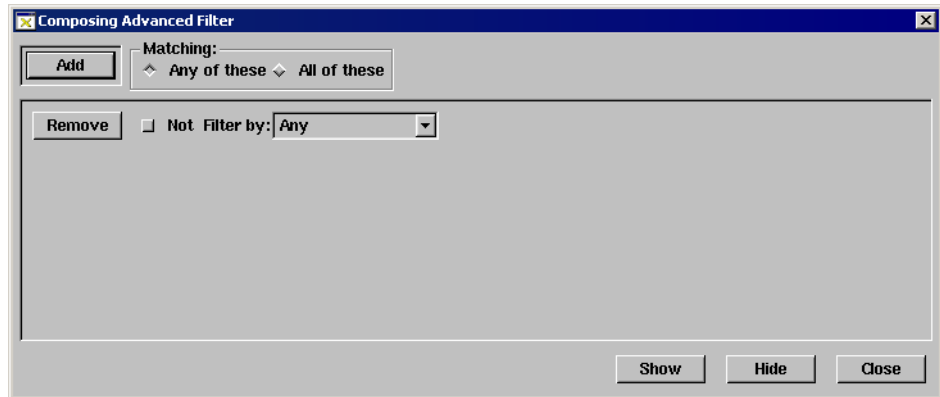 Composing Advanced Filter
Add
Matching:
Any of these All of these
Remove Not Filter by: Any
Show Hide Close